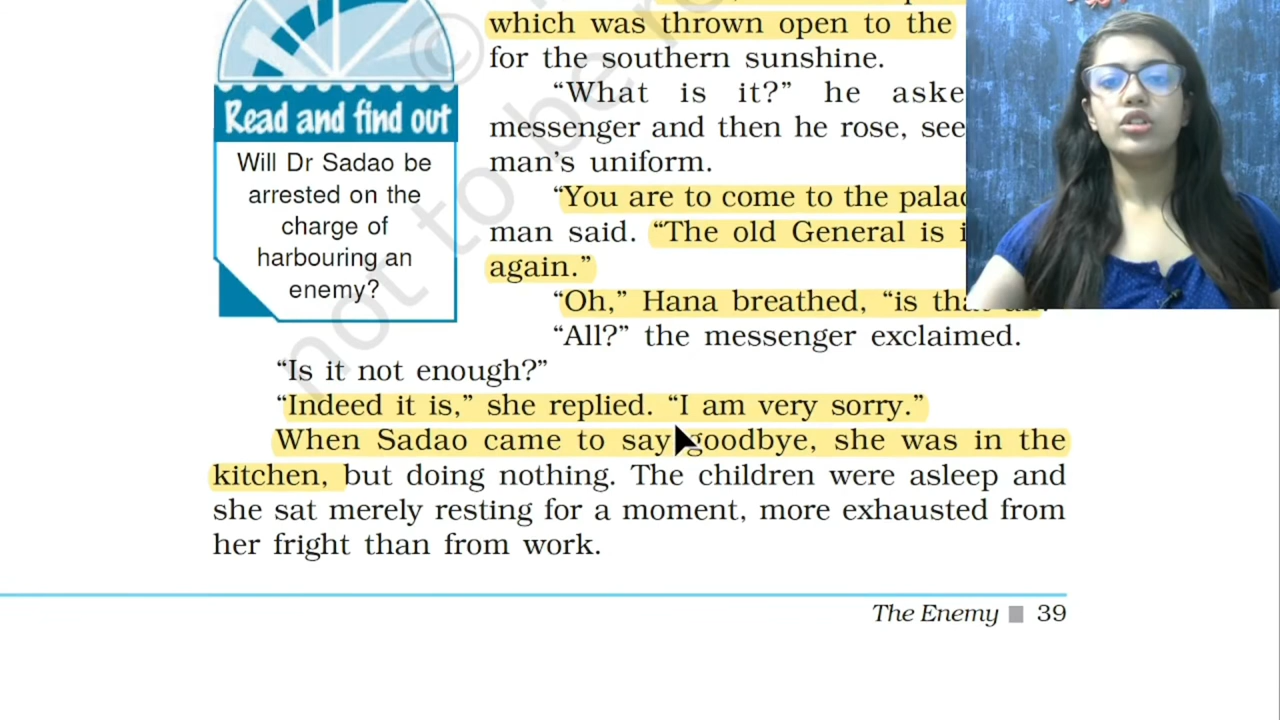 which was thrown open to the
for the southern sunshine.
"What is it?" he
messenger and then he rose,
man's uniform.
"You are to come to the
man said. "The old General is
again."
"Oh," Hana breathed, "is
"All?" the messenger exclaimed.
"Is it not enough?"
"Indeed it is," she replied. "I am very sorry."
When Sadao came to say goodbye, she was in the
kitchen, but doing nothing. The children were asleep and
she sat merely resting for a moment, more exhausted from
her fright than from work.
Read and find out
Will Dr Sadao be
arrested on the
charge of
harbouring an
enemy?
not to be
©
The Enemy ■ 39